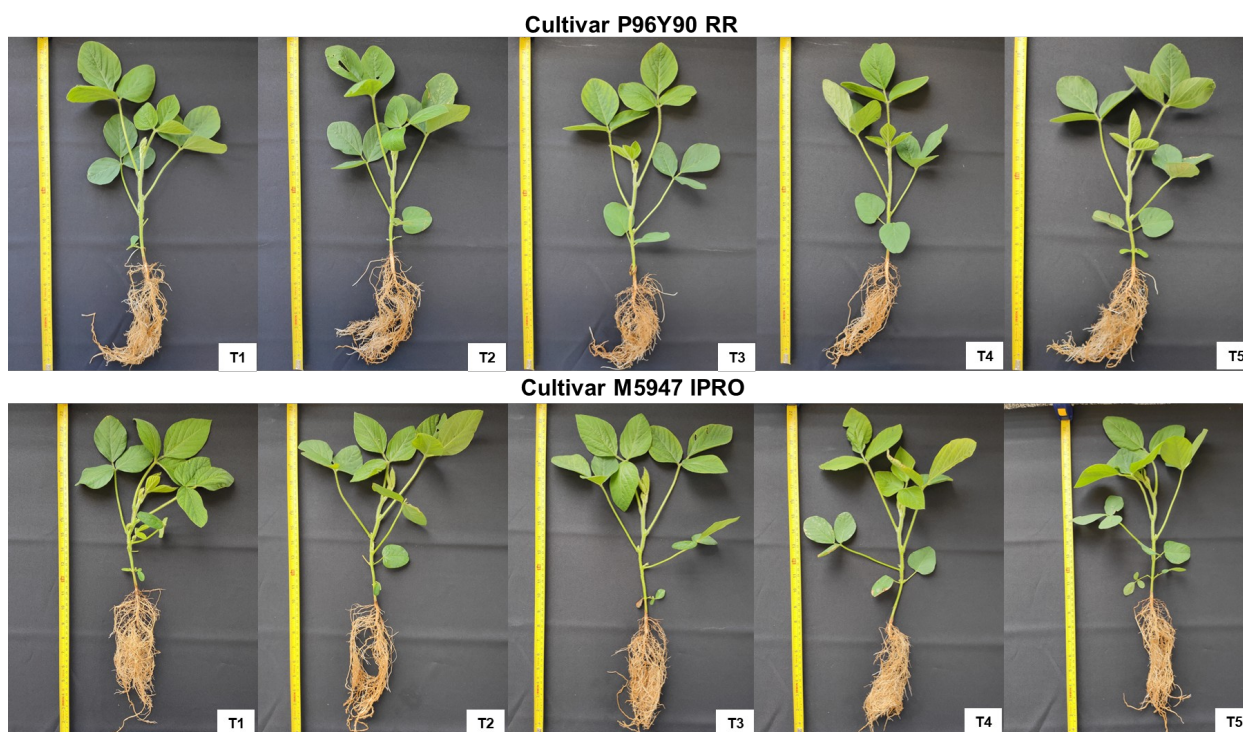 Cultivar P96Y90 RR
T1
T2
T3
T4
T5
Cultivar M5947 IPRO
T1
T2
T3
T4
T5